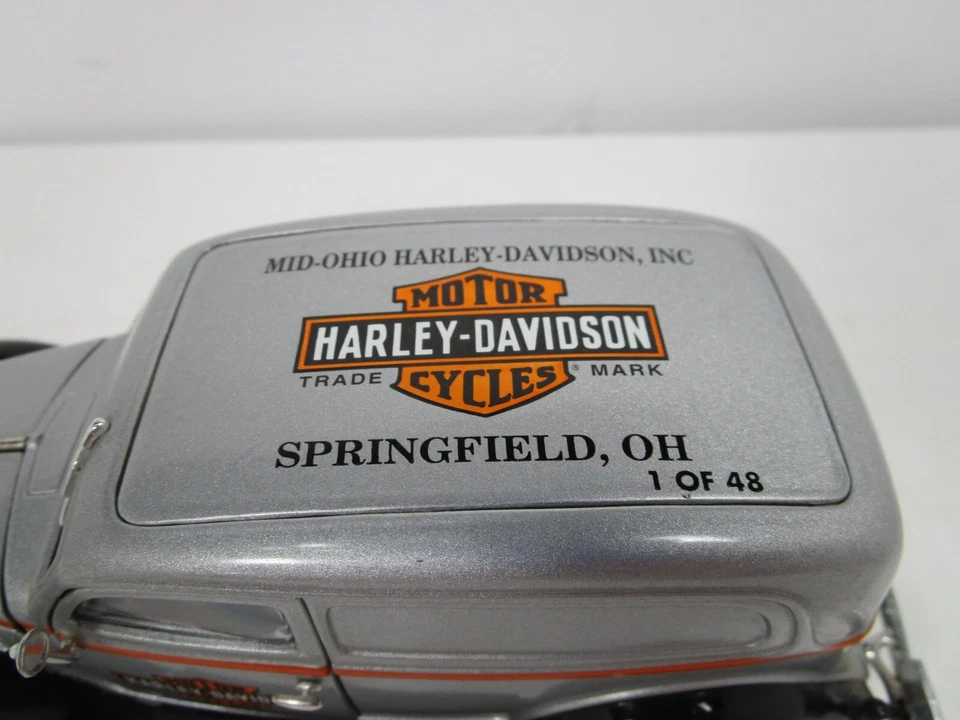 MID-OHIO HARLEY-DAVIDSON, INC
MOTOR
HARLEY-DAVIDSON
TRADE CYCLES® MARK
SPRINGFIELD, OH
1 OF 48